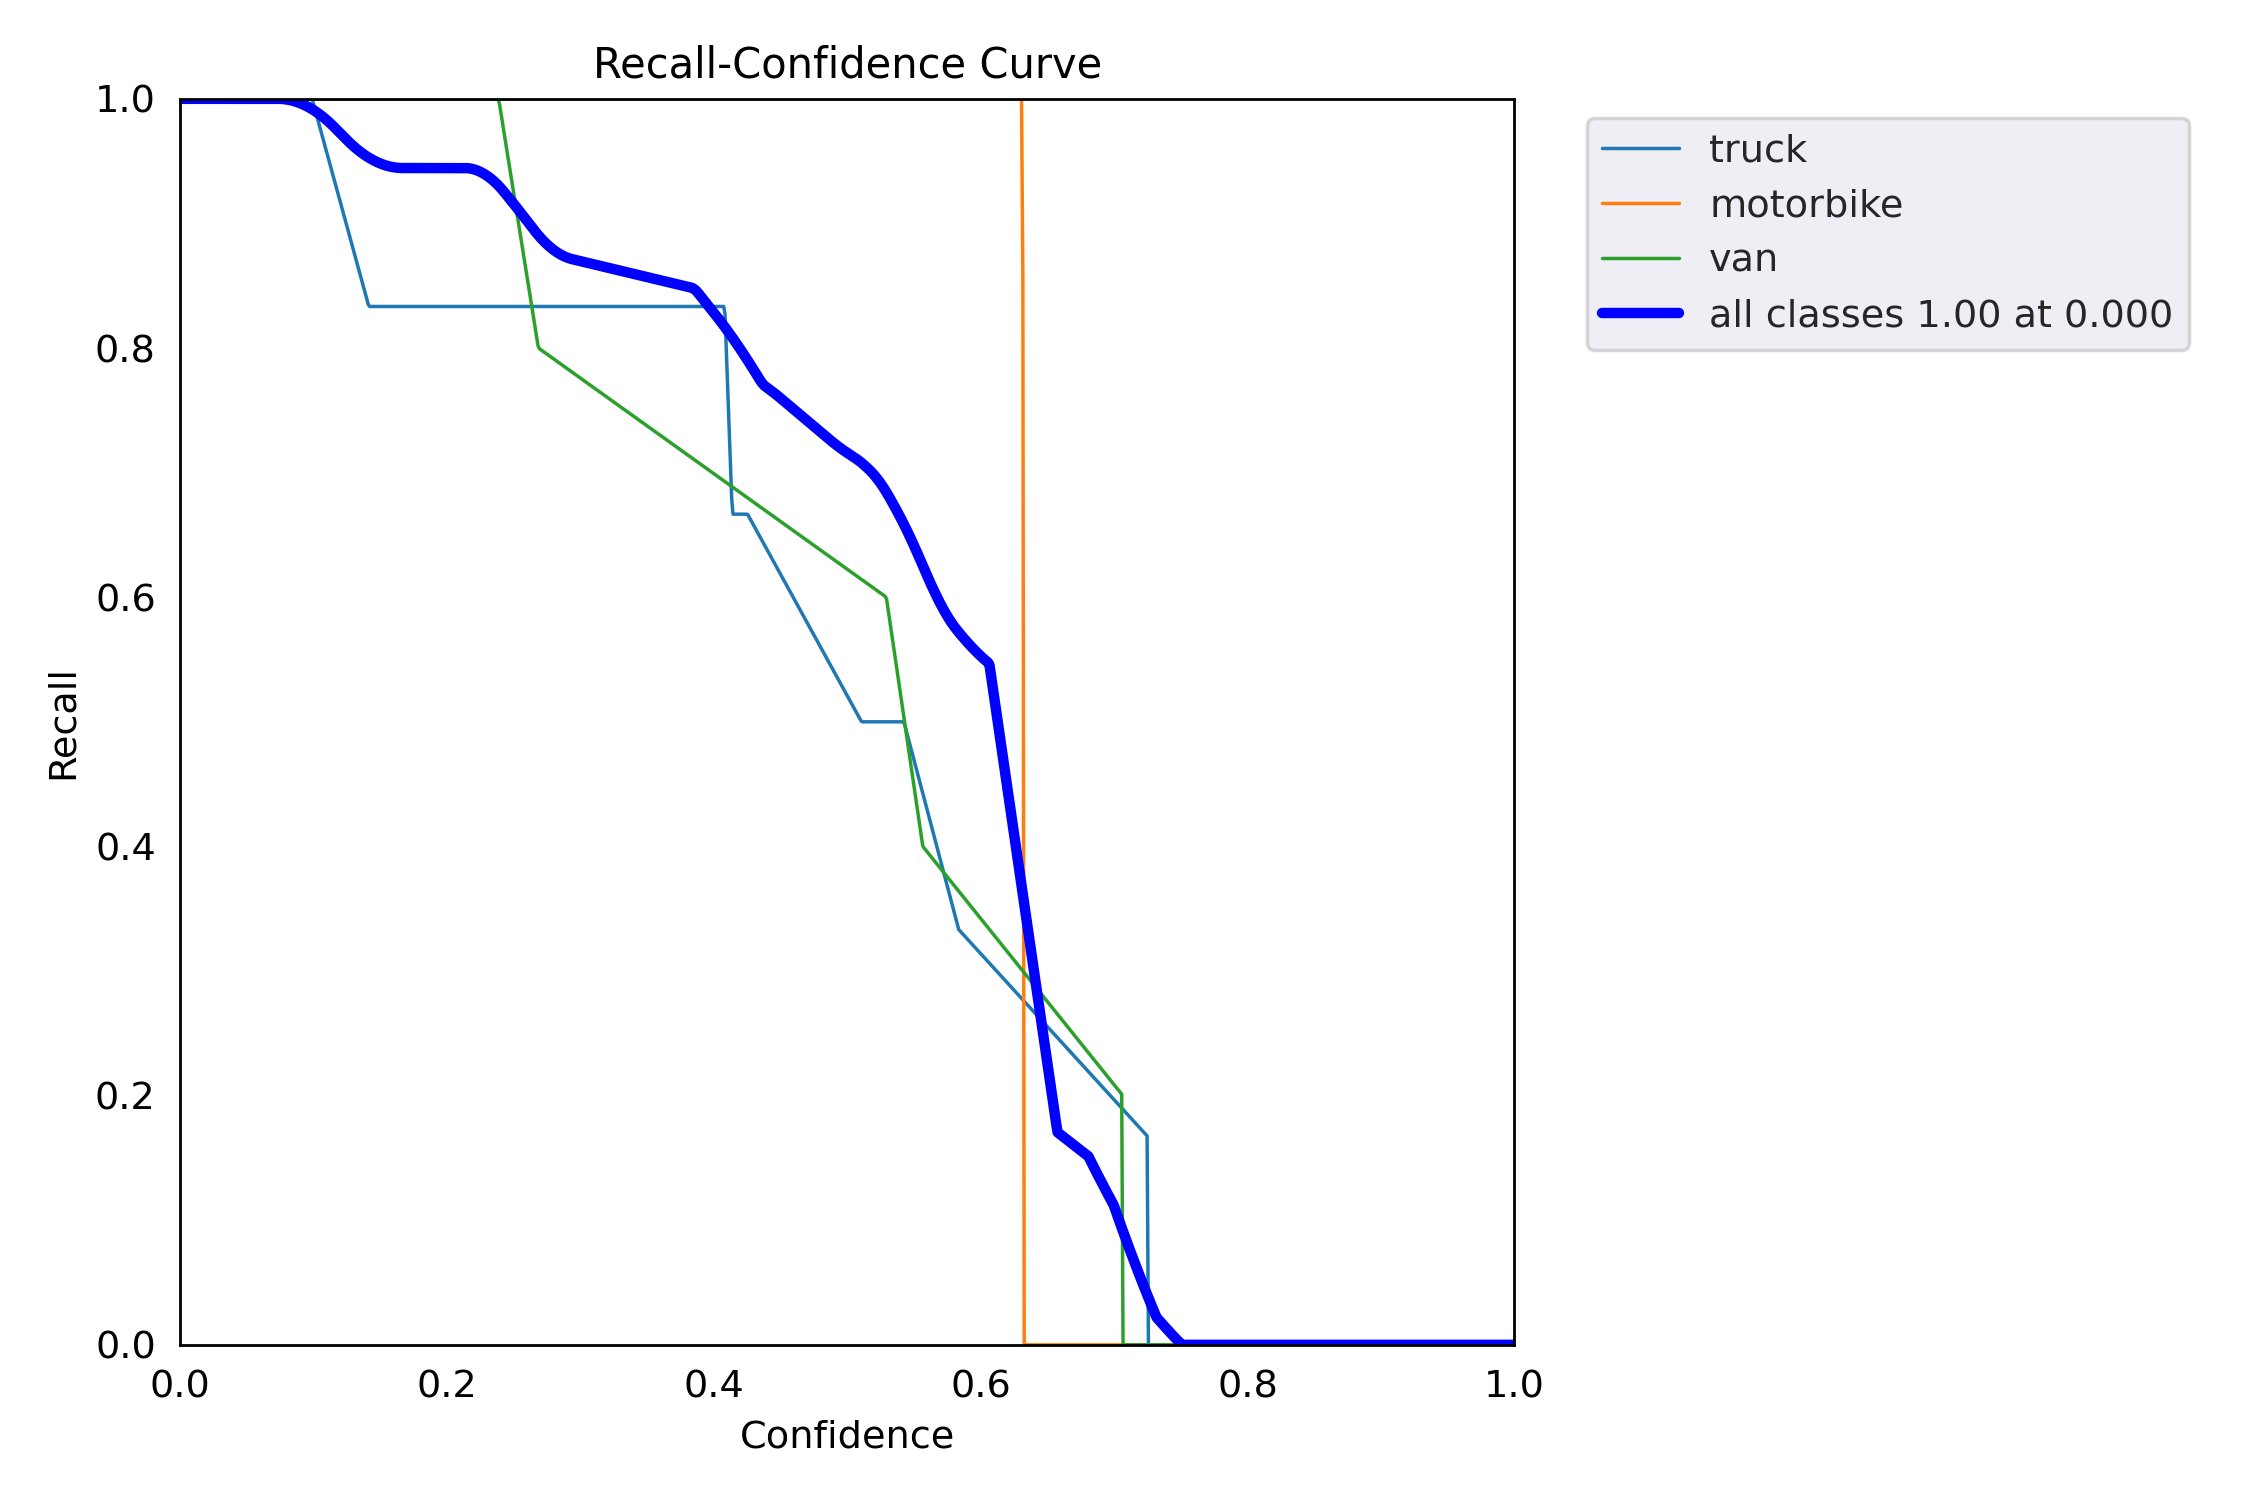 Recall-Confidence Curve
1.0
0.8
0.6
0.4
0.2
0.0
Recall
0.0 0.2 0.4 0.6 0.8 1.0
Confidence
truck
motorbike
van
all classes 1.00 at 0.000